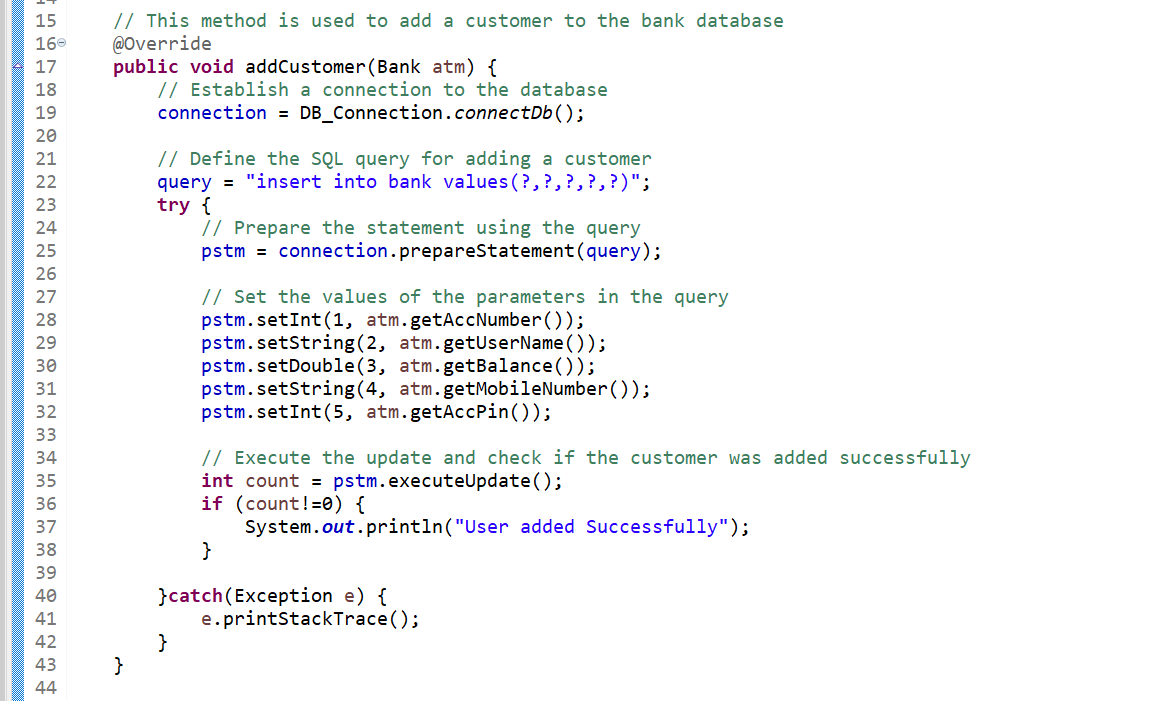 15 // This method is used to add a customer to the bank database
16 @Override
17 public void addCustomer(Bank atm) {
18 // Establish a connection to the database
19 connection = DB_Connection.connectDb();
20
21 // Define the SQL query for adding a customer
22 query = "insert into bank values(?,?,?,?,?)";
23 try {
24 // Prepare the statement using the query
25 pstm = connection.prepareStatement(query);
26
27 // Set the values of the parameters in the query
28 pstm.setInt(1, atm.getAccNumber());
29 pstm.setString(2, atm.getUserName());
30 pstm.setDouble(3, atm.getBalance());
31 pstm.setString(4, atm.getMobileNumber());
32 pstm.setInt(5, atm.getAccPin());
33
34 // Execute the update and check if the customer was added successfully
35 int count = pstm.executeUpdate();
36 if (count!=0) {
37 System.out.println("User added Successfully");
38 }
39
40 }catch(Exception e) {
41 e.printStackTrace();
42 }
43 }
44